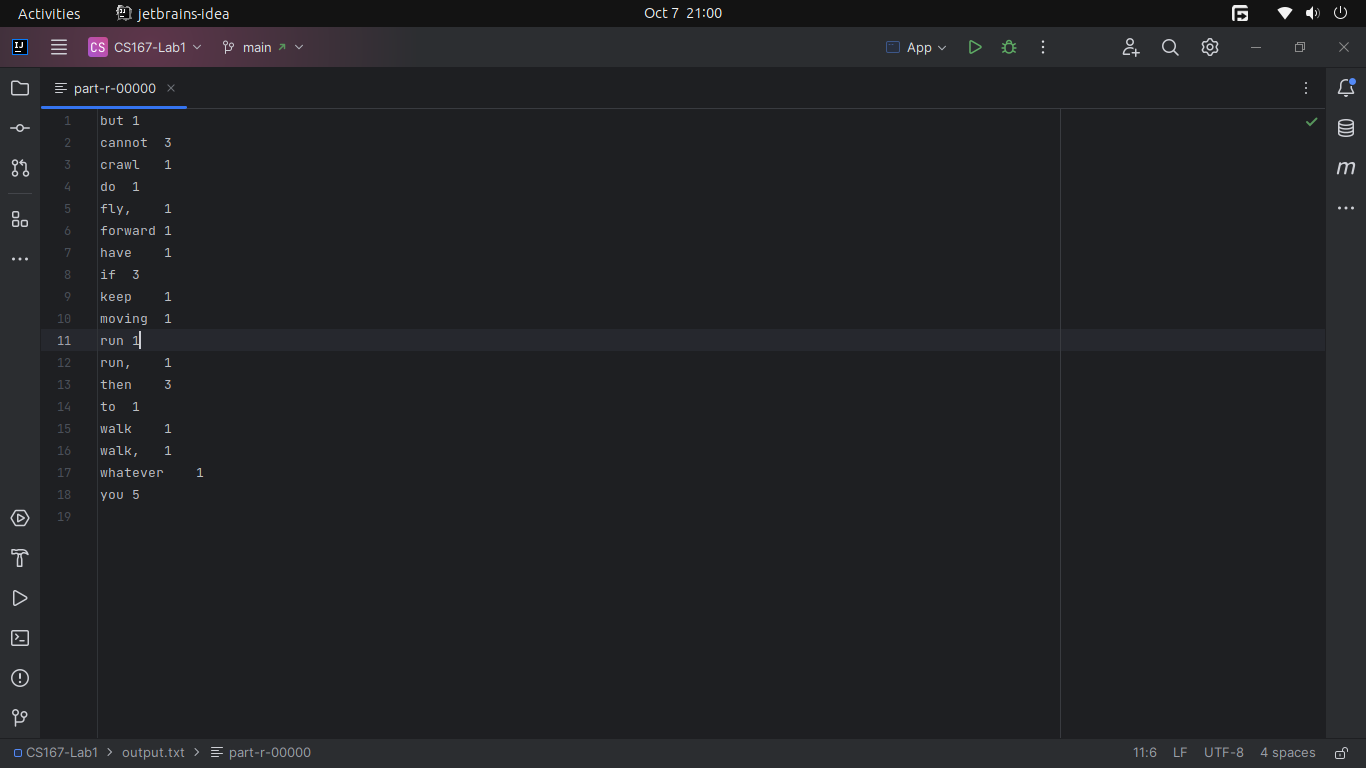 Activities jetbrains-idea Oct 7 21:00
CS CS167-Lab1 main App
part-r-00000
1 but 1
2 cannot 3
3 crawl 1
4 do 1
5 fly, 1
6 forward 1
7 have 1
8 if 3
9 keep 1
10 moving 1
11 run 1
12 run, 1
13 then 3
14 to 1
15 walk 1
16 walk, 1
17 whatever 1
18 you 5
19
CS167-Lab1 > output.txt > part-r-00000 11:6 LF UTF-8 4 spaces